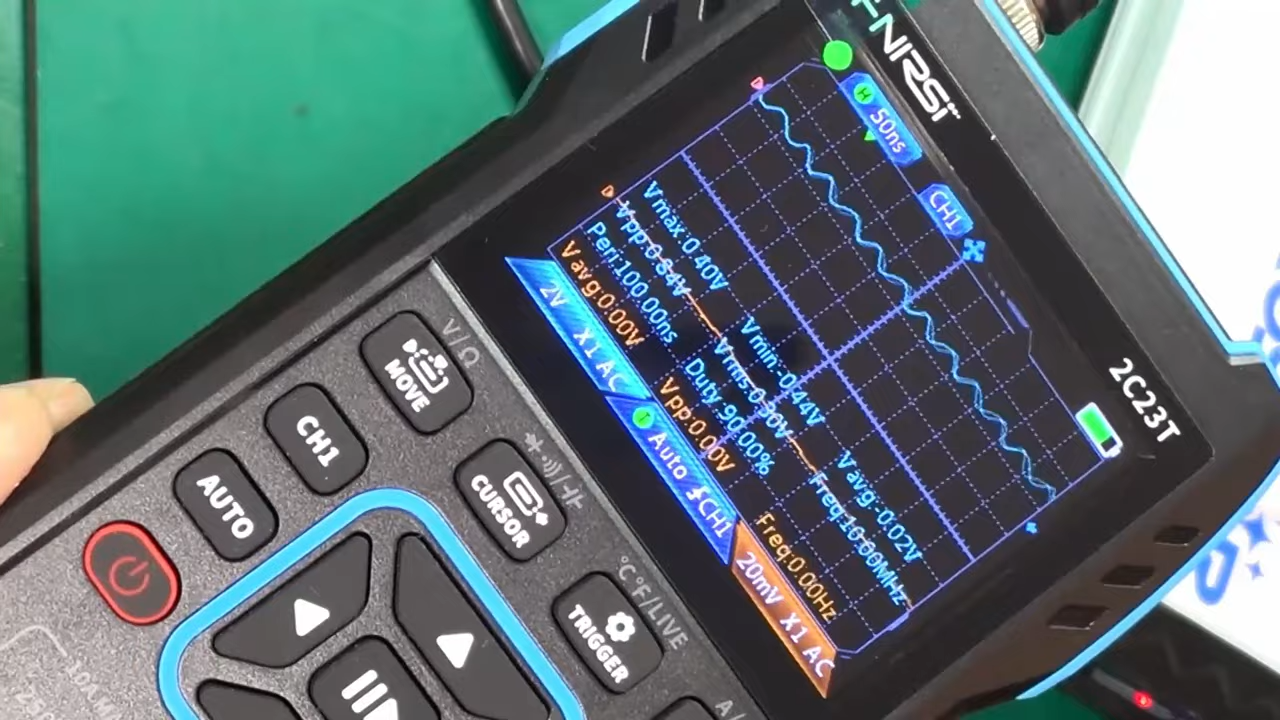 FNIRSI
2C23T
H 50ns
CH1
Vmax:0.40V Vmin:-0.44V Vavg:-0.02V
Vpp:0.84V Vrms:0.30V Freq:10.00MHz
Peri:100.00ns Duty:90.00%
Vavg:0.00V Vpp:0.00V Freq:0.00Hz
2V X1 AC
T Auto CH1
20mV X1 AC
V/Ω
MOVE
CURSOR
°C°F/LIVE
TRIGGER
CH1
AUTO